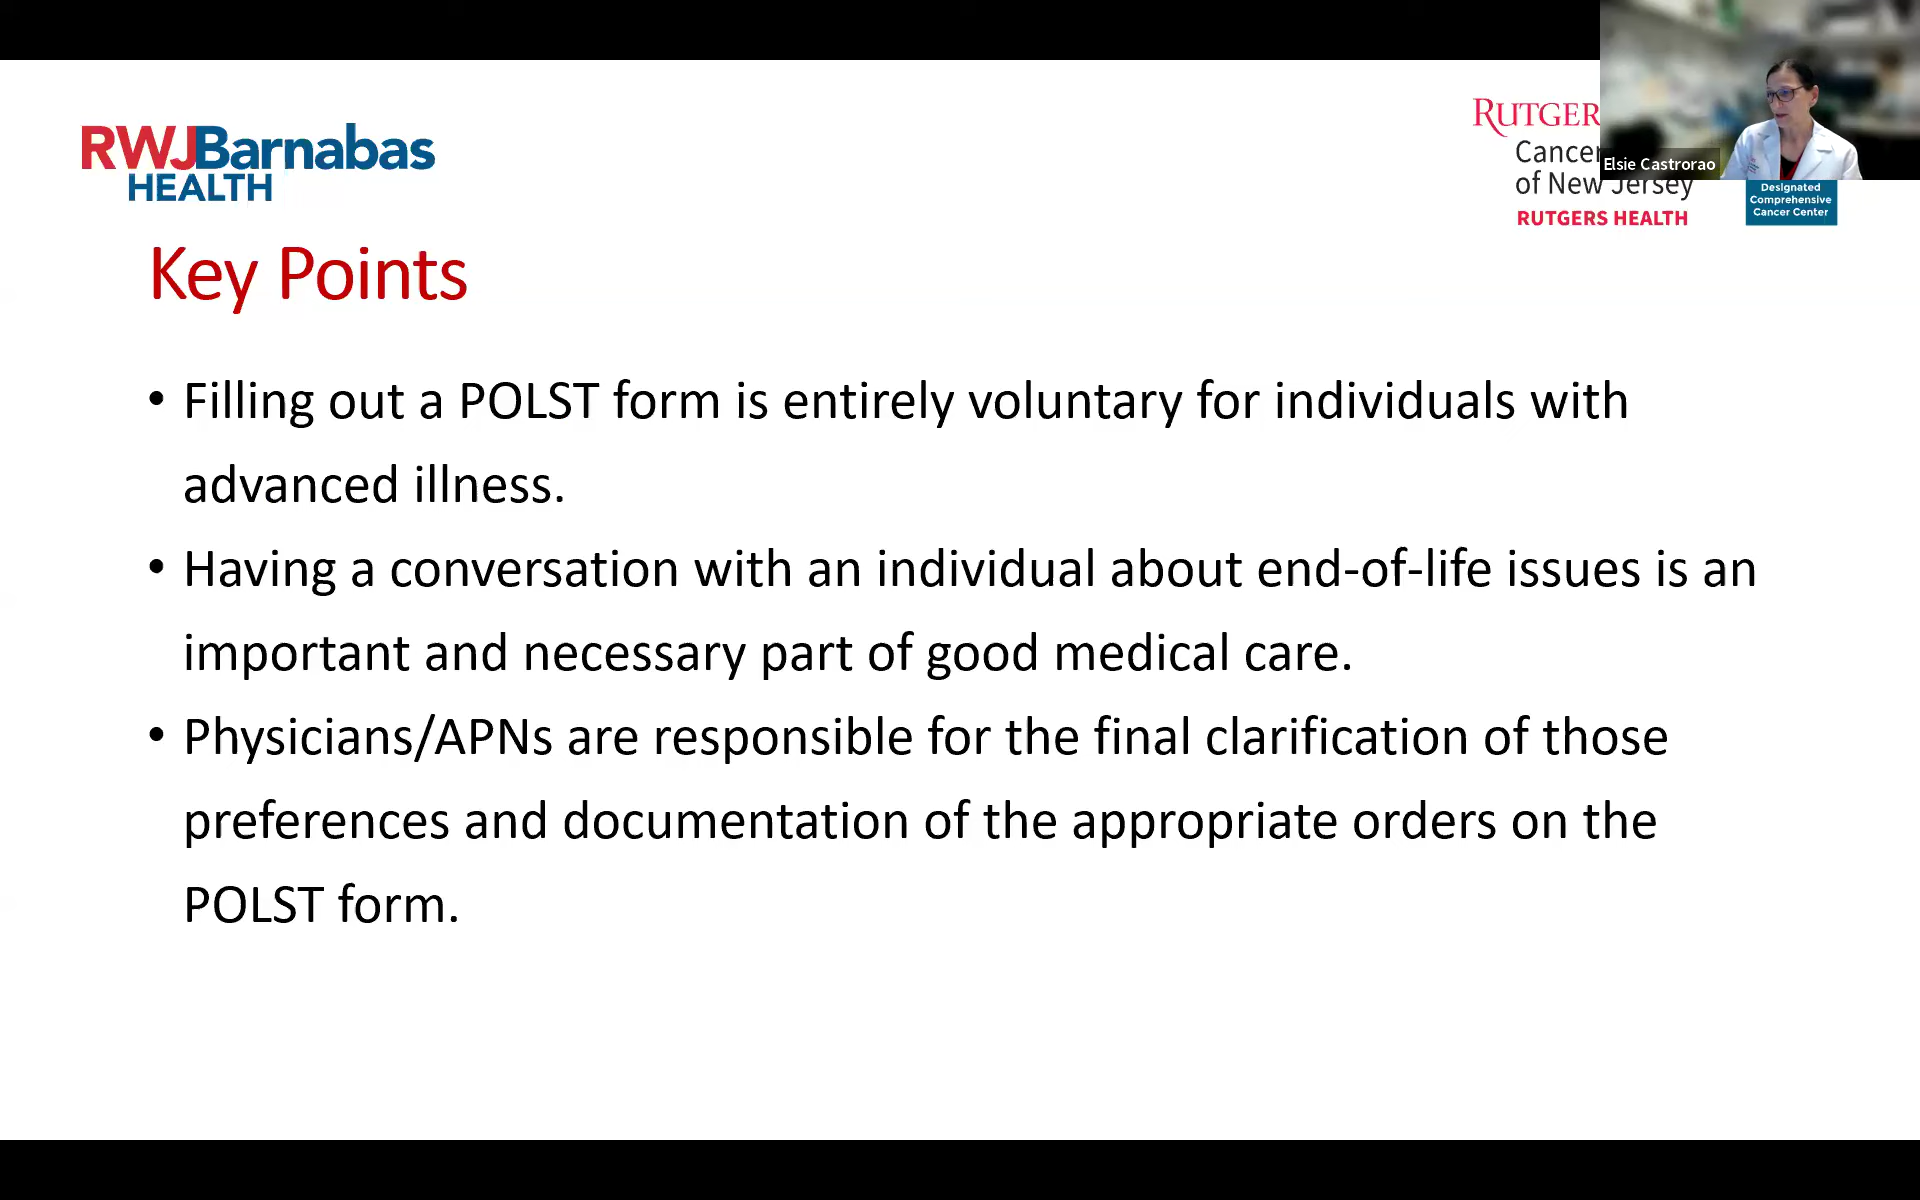 RWJBarnabas
HEALTH
RUTGER
Cancer
of New Jersey
RUTGERS HEALTH
Elsie Castrorao
Designated
Comprehensive
Cancer Center
Key Points
• Filling out a POLST form is entirely voluntary for individuals with
advanced illness.
• Having a conversation with an individual about end-of-life issues is an
important and necessary part of good medical care.
• Physicians/APNs are responsible for the final clarification of those
preferences and documentation of the appropriate orders on the
POLST form.